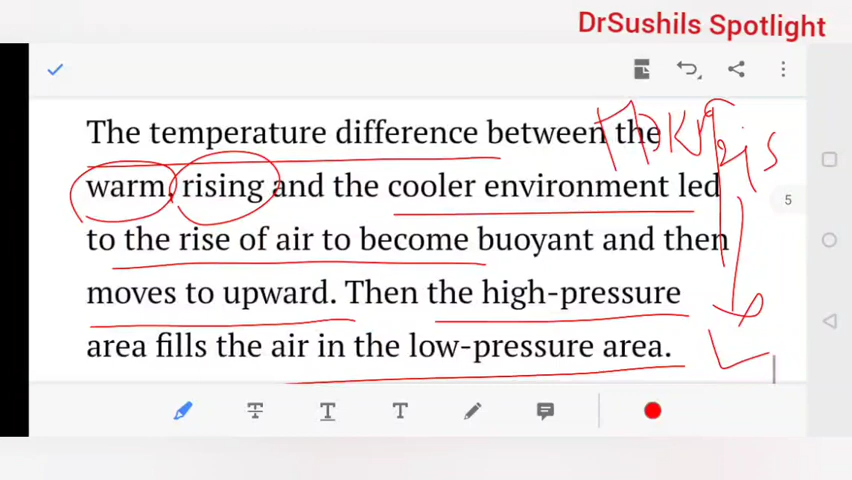 DrSushils Spotlight
The temperature difference between the
warm, rising and the cooler environment led
5
to the rise of air to become buoyant and then
moves to upward. Then the high-pressure
area fills the air in the low-pressure area.